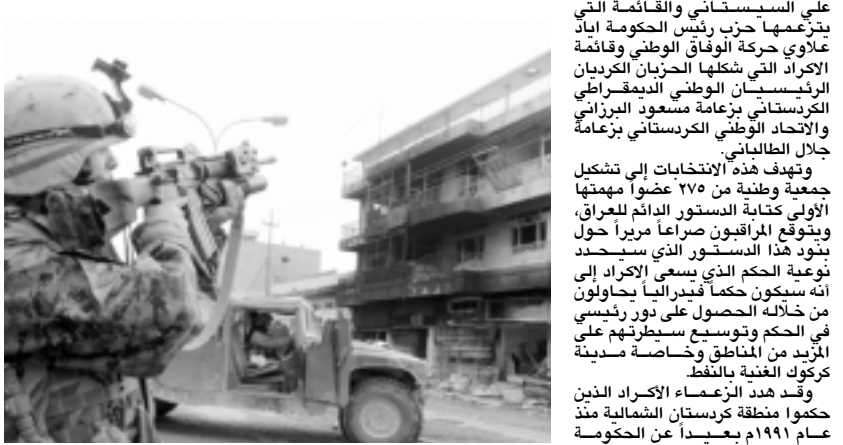 علي السيستاني والقائمة التي
يتزعمها حزب رئيس الحكومة اياد
علاوي حركة الوفاق الوطني وقائمة
الاكراد التي شكلها الحزبان الكرديان
الرئيسيان الوطني الديمقراطي
الكردستاني بزعامة مسعود البرزاني
والاتحاد الوطني الكردستاني بزعامة
جلال الطالباني.
وتهدف هذه الانتخابات إلى تشكيل
جمعية وطنية من ٢٧٥ عضواً مهمتها
الأولى كتابة الدستور الدائم للعراق،
ويتوقع المراقبون صراعاً مريراً حول
بنود هذا الدستور الذي سيحدد
نوعية الحكم الذي يسعى الاكراد إلى
أنه سيكون حكماً فيدرالياً يحاولون
من خلاله الحصول على دور رئيسي
في الحكم وتوسيع سيطرتهم على
المزيد من المناطق وخاصة مدينة
كركوك الغنية بالنفط.
وقد هدد الزعماء الأكراد الذين
حكموا منطقة كردستان الشمالية منذ
عام ١٩٩١م بعيداً عن الحكومة